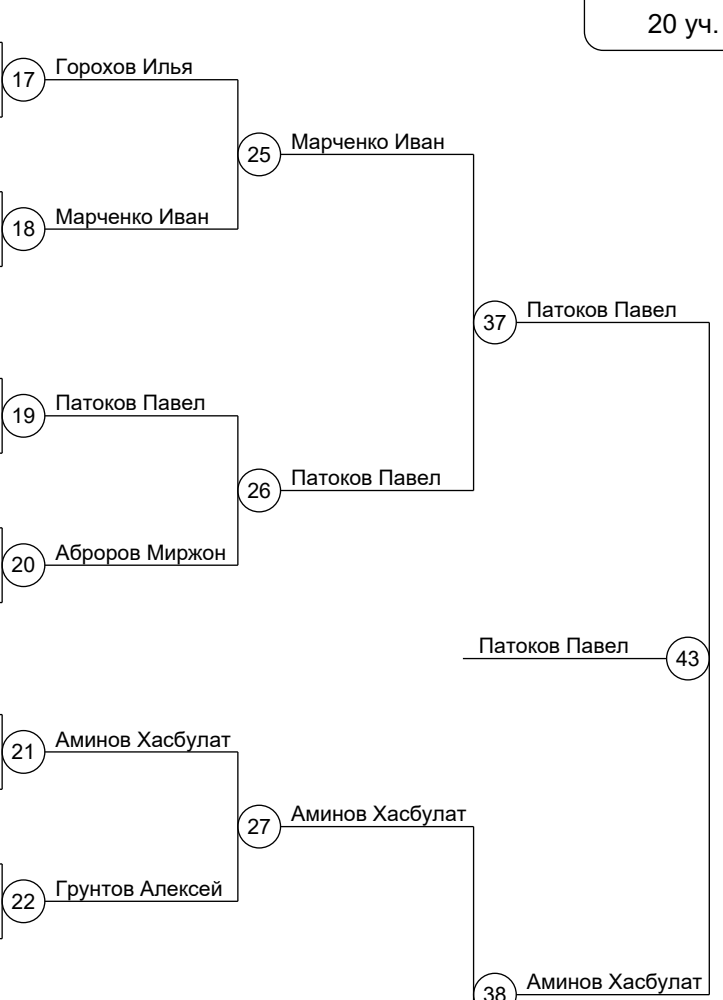 20 уч.
17 Горохов Илья
25 Марченко Иван
18 Марченко Иван
37 Патоков Павел
19 Патоков Павел
26 Патоков Павел
20 Аброров Миржон
Патоков Павел 43
21 Аминов Хасбулат
27 Аминов Хасбулат
22 Грунтов Алексей
38 Аминов Хасбулат